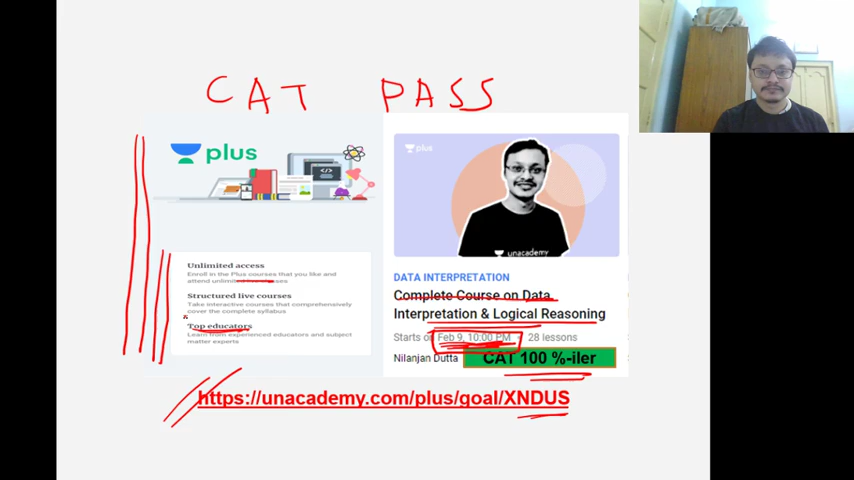 CAT PASS
plus
Unlimited access
Enroll in the Plus courses that you like and
attend unlimited
Structured live courses
Take interactive courses that comprehensively
cover the complete syllabus
Top educators
Learn from experienced educators and subject
matter experts
plus
unacademy
DATA INTERPRETATION
Complete Course on Data
Interpretation & Logical Reasoning
Starts on Feb 9, 10:00 PM 28 lessons
Nilanjan Dutta CAT 100 %-iler
https://unacademy.com/plus/goal/XNDUS